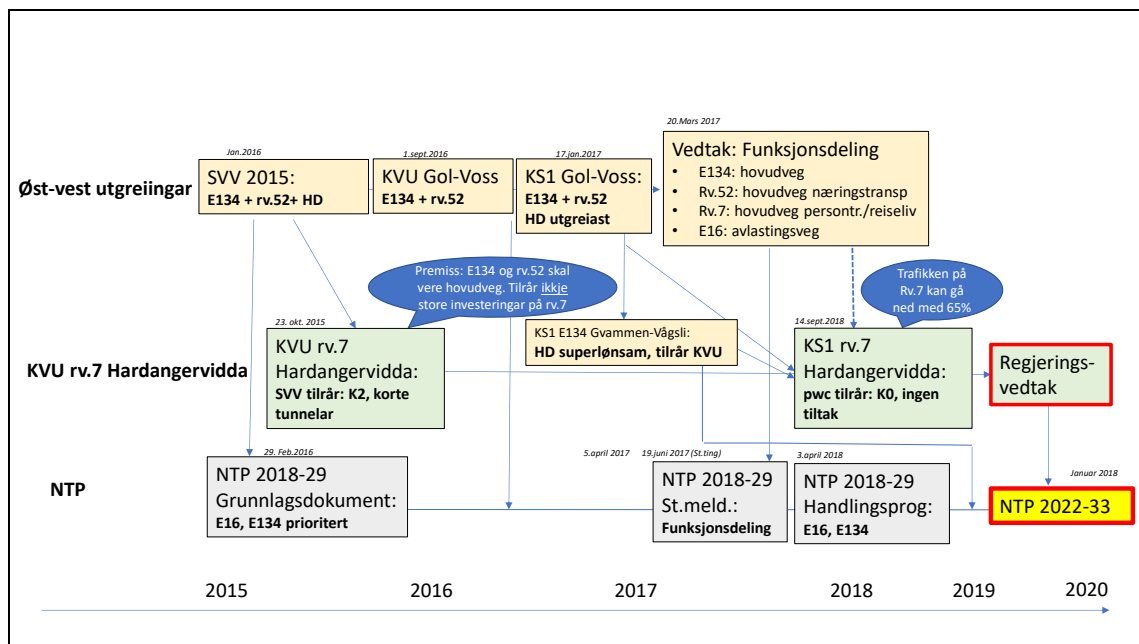 20.Mars 2017
Jan.2016
1.sept.2016
17.jan.2017
Øst-vest utgreiingar
SVV 2015:
E134 + rv.52+ HD
KVU Gol-Voss
E134 + rv.52
KS1 Gol-Voss:
E134 + rv.52
HD utgreiast
Vedtak: Funksjonsdeling
• E134: hovudveg
• Rv.52: hovudveg næringstransp
• Rv.7: hovudveg persontr./reiseliv
• E16: avlastingsveg
Premiss: E134 og rv.52 skal
vere hovudveg. Tilrår ikkje
store investeringar på rv.7
Trafikken på
Rv.7 kan gå
ned med 65%
23. okt. 2015
14.sept.2018
KVU rv.7 Hardangervidda
KVU rv.7
Hardangervidda:
SVV tilrår: K2, korte
tunnelar
KS1 E134 Gvammen-Vågsli:
HD superlønsam, tilrår KVU
KS1 rv.7
Hardangervidda:
pwc tilrår: K0, ingen
tiltak
Regjerings-
vedtak
29. Feb.2016
5.april 2017
19.juni 2017 (St.ting)
3.april 2018
Januar 2018
NTP
NTP 2018-29
Grunnlagsdokument:
E16, E134 prioritert
NTP 2018-29
St.meld.:
Funksjonsdeling
NTP 2018-29
Handlingsprog:
E16, E134
NTP 2022-33
2015
2016
2017
2018
2019
2020